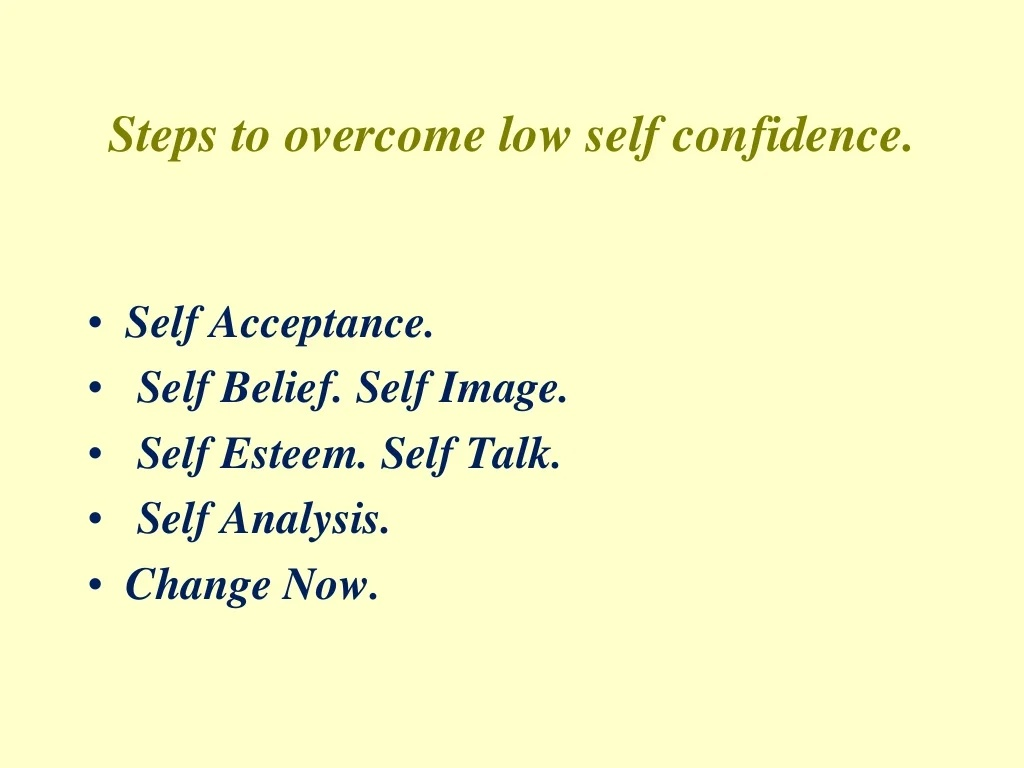 Steps to overcome low self confidence.
• Self Acceptance.
• Self Belief. Self Image.
• Self Esteem. Self Talk.
• Self Analysis.
• Change Now.